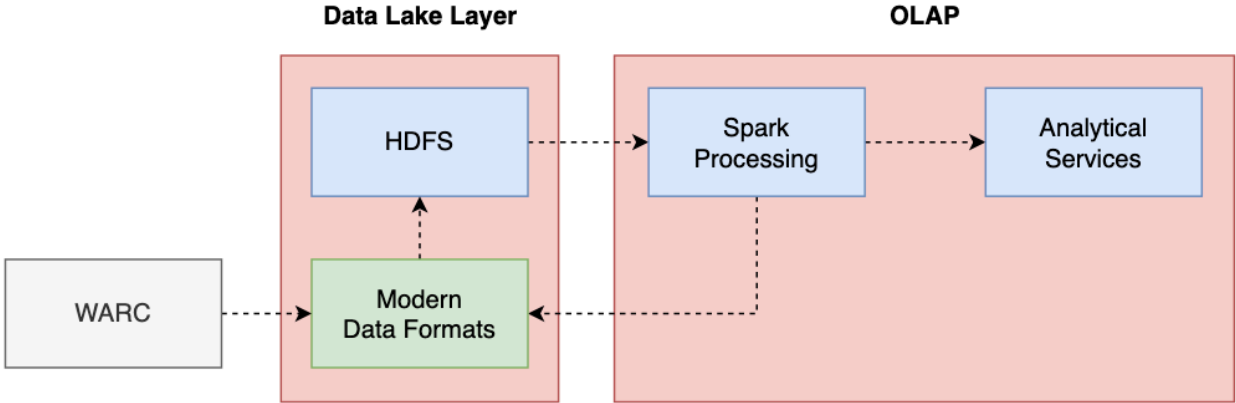 Data Lake Layer
OLAP
HDFS
Spark
Processing
Analytical
Services
WARC
Modern
Data Formats